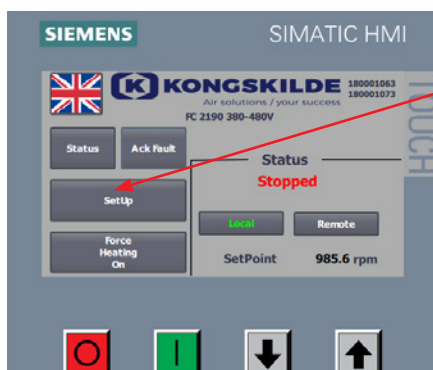 SIEMENS
SIMATIC HMI
TOUCH
K KONGSKILDE
180001063
180001073
Air solutions / your success
FC 2190 380-480V
Status
Ack Fault
SetUp
Force
Heating
On
Status
Stopped
Local
Remote
SetPoint 985.6 rpm